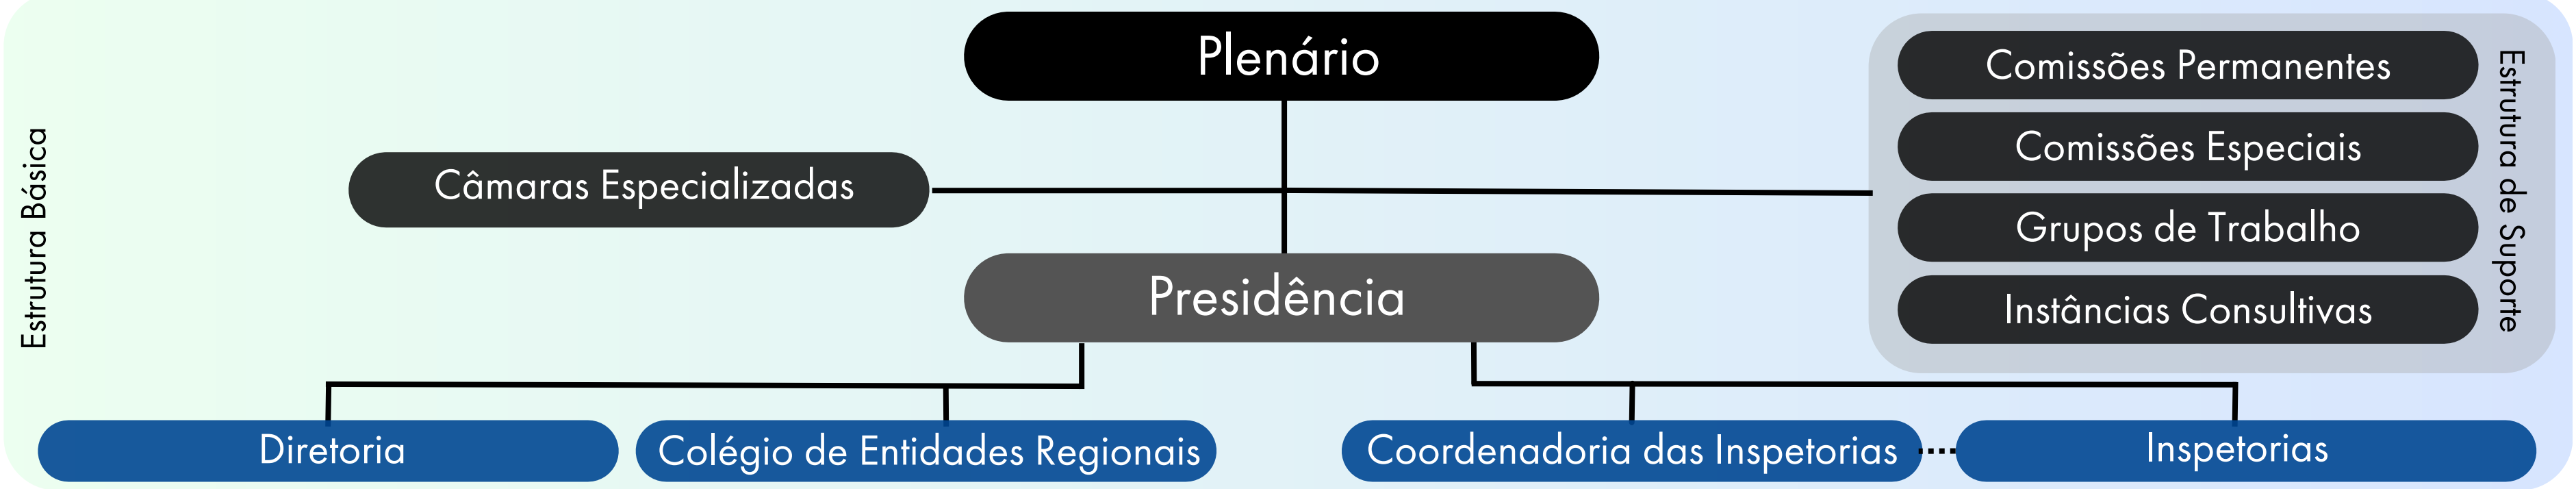 Plenário
Comissões Permanentes
Comissões Especiais
Grupos de Trabalho
Instâncias Consultivas
Estrutura de Suporte
Estrutura Básica
Câmaras Especializadas
Presidência
Diretoria
Colégio de Entidades Regionais
Coordenadoria das Inspetorias
Inspetorias